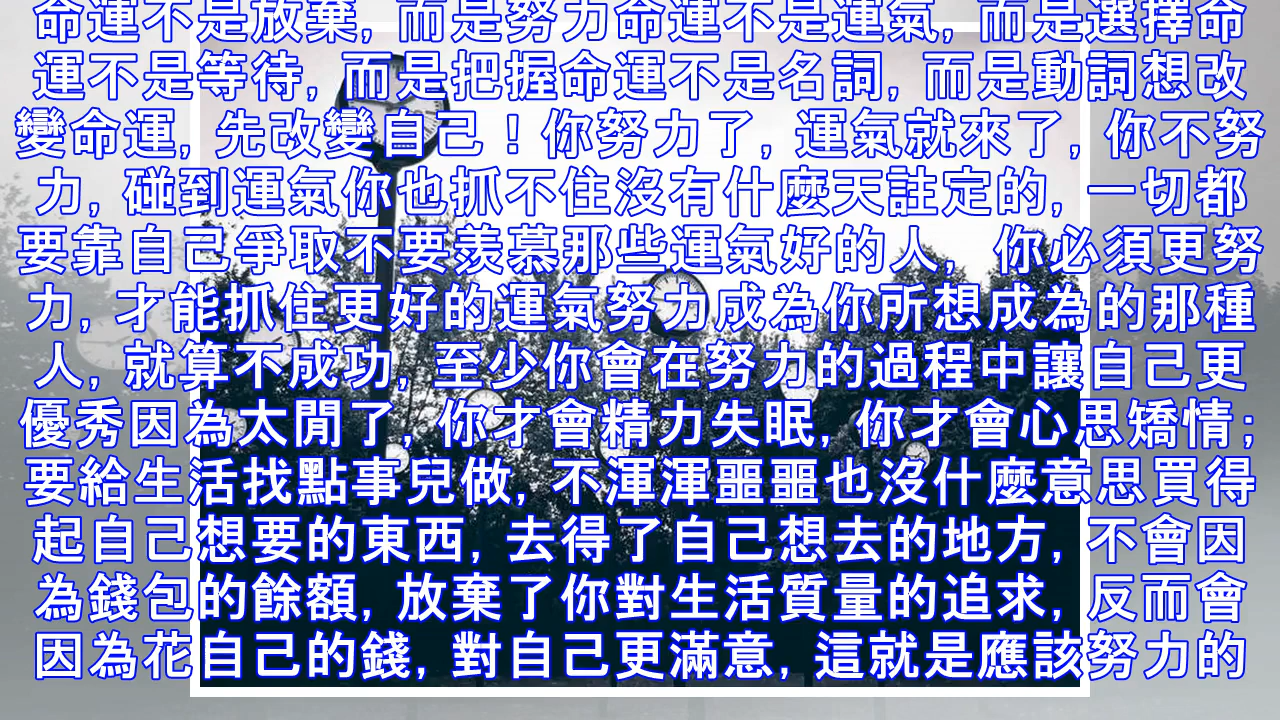 命運不是放棄, 而是努力命運不是運氣, 而是選擇命
運不是等待, 而是把握命運不是名詞, 而是動詞想改
變命運, 先改變自己！你努力了, 運氣就來了, 你不努
力, 碰到運氣你也抓不住沒有什麼天註定的, 一切都
要靠自己爭取不要羨慕那些運氣好的人, 你必須更努
力, 才能抓住更好的運氣努力成為你所想成為的那種
人, 就算不成功, 至少你會在努力的過程中讓自己更
優秀因為太閒了, 你才會精力失眠, 你才會心思矯情;
要給生活找點事兒做, 不渾渾噩噩也沒什麼意思買得
起自己想要的東西, 去得了自己想去的地方, 不會因
為錢包的餘額, 放棄了你對生活質量的追求, 反而會
因為花自己的錢, 對自己更滿意, 這就是應該努力的